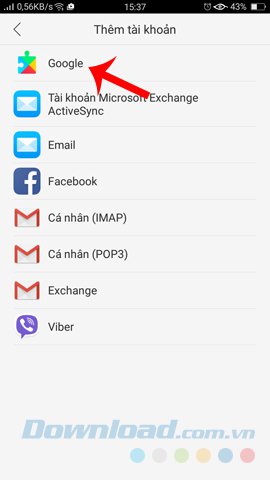 0,56KB/s 15:37 43%
Thêm tài khoản
Google
Tài khoản Microsoft Exchange
ActiveSync
Email
Facebook
Cá nhân (IMAP)
Cá nhân (POP3)
Exchange
Viber
Download.com.vn